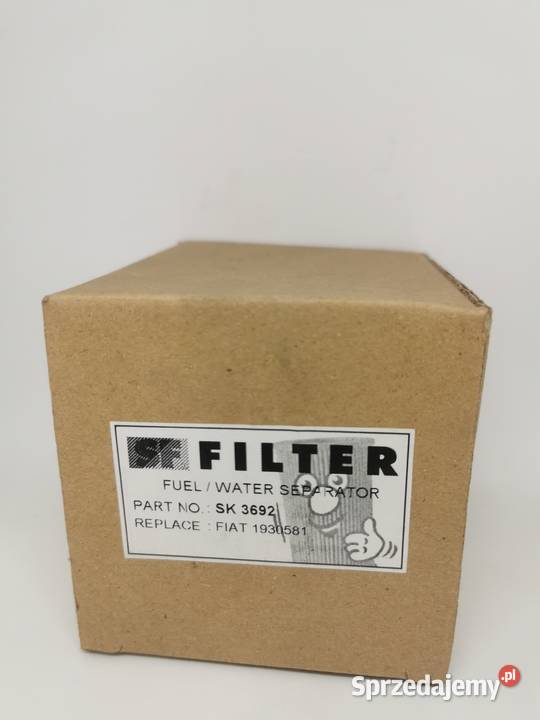 SF FILTER
FUEL / WATER SEPARATOR
PART NO.: SK 3692
REPLACE : FIAT 1930581
Sprzedajemy.pl